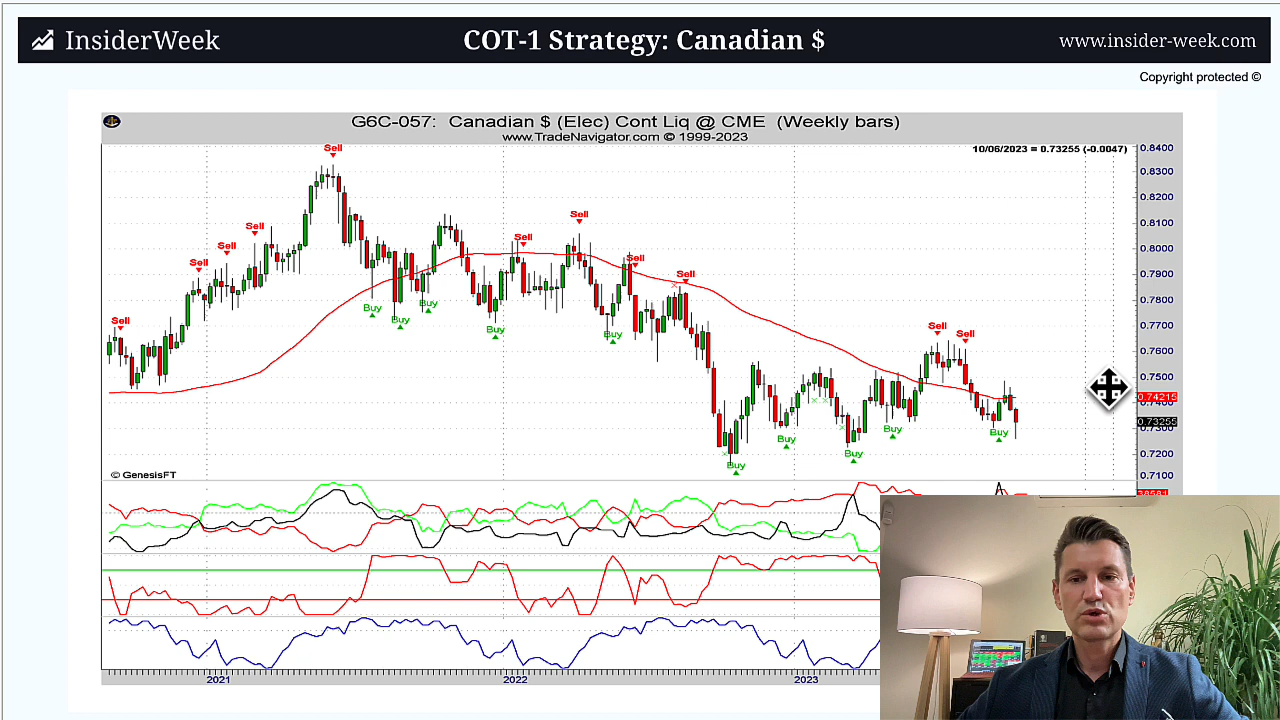 InsiderWeek
COT-1 Strategy: Canadian $
www.insider-week.com
Copyright protected ©
G6C-057: Canadian $ (Elec) Cont Liq @ CME (Weekly bars)
www.TradeNavigator.com © 1999-2023
10/06/2023 = 0.73255 (-0.0047)
0.8400
Sell
0.8300
0.8200
Sell
0.8100
Sell
Sell
Sell
0.8000
Sell
Sell
Sell
0.7900
0.7800
Buy
Buy
Buy
Buy
Buy
Sell
Sell
Sell
0.7700
0.7600
0.7500
0.74215
0.7400
0.73255
0.7300
Buy
Buy
Buy
Buy
0.7200
Buy
0.7100
© GenesisFT
2021
2022
2023